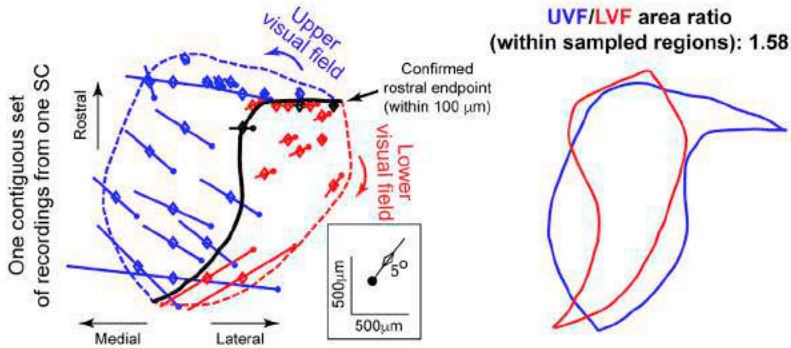 One contiguous set
of recordings from one SC
Rostral
Upper
visual field
Confirmed
rostral endpoint
(within 100 μm)
Lower
visual field
5°
500μm
500μm
Medial
Lateral
UVF/LVF area ratio
(within sampled regions): 1.58